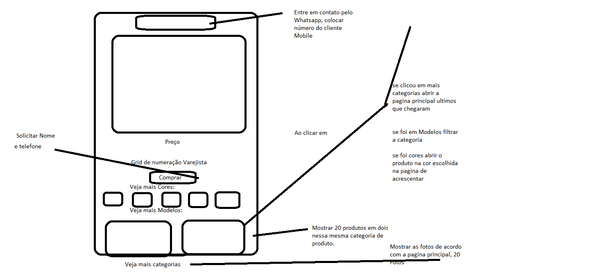 Entre em contato pelo
Whatsapp, colocar
número do cliente
Mobile
se clicou em mais
categorias abrir a
pagina principal ultimos
que chegaram
Ao clicar em
se foi em Modelos filtrar
a categoria
se foi cores abrir o
produto na cor escolhida
na pagina de
acrescentar
Solicitar Nome
e telefone
Preço
Grid de numeração Varejista
Comprar
Veja mais Cores:
Veja mais Modelos:
Mostrar 20 produtos em dois
nessa mesma categoria de
produto.
Mostrar as fotos de acordo
com a pagina principal, 20
Fotos
Veja mais categorias